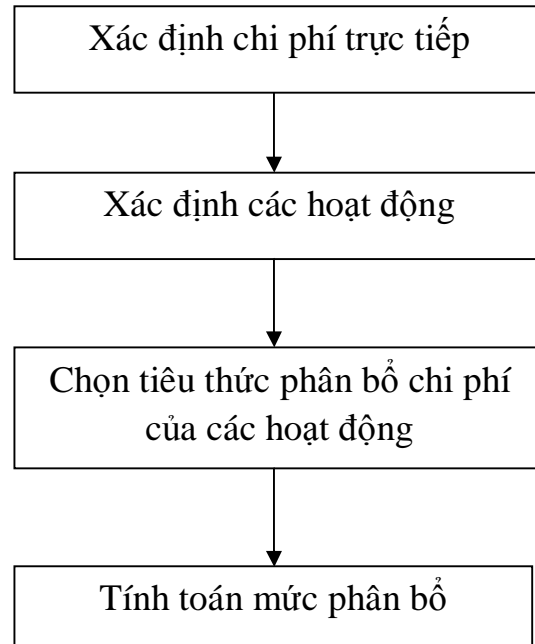 Xác định chi phí trực tiếp
Xác định các hoạt động
Chọn tiêu thức phân bổ chi phí
của các hoạt động
Tính toán mức phân bổ